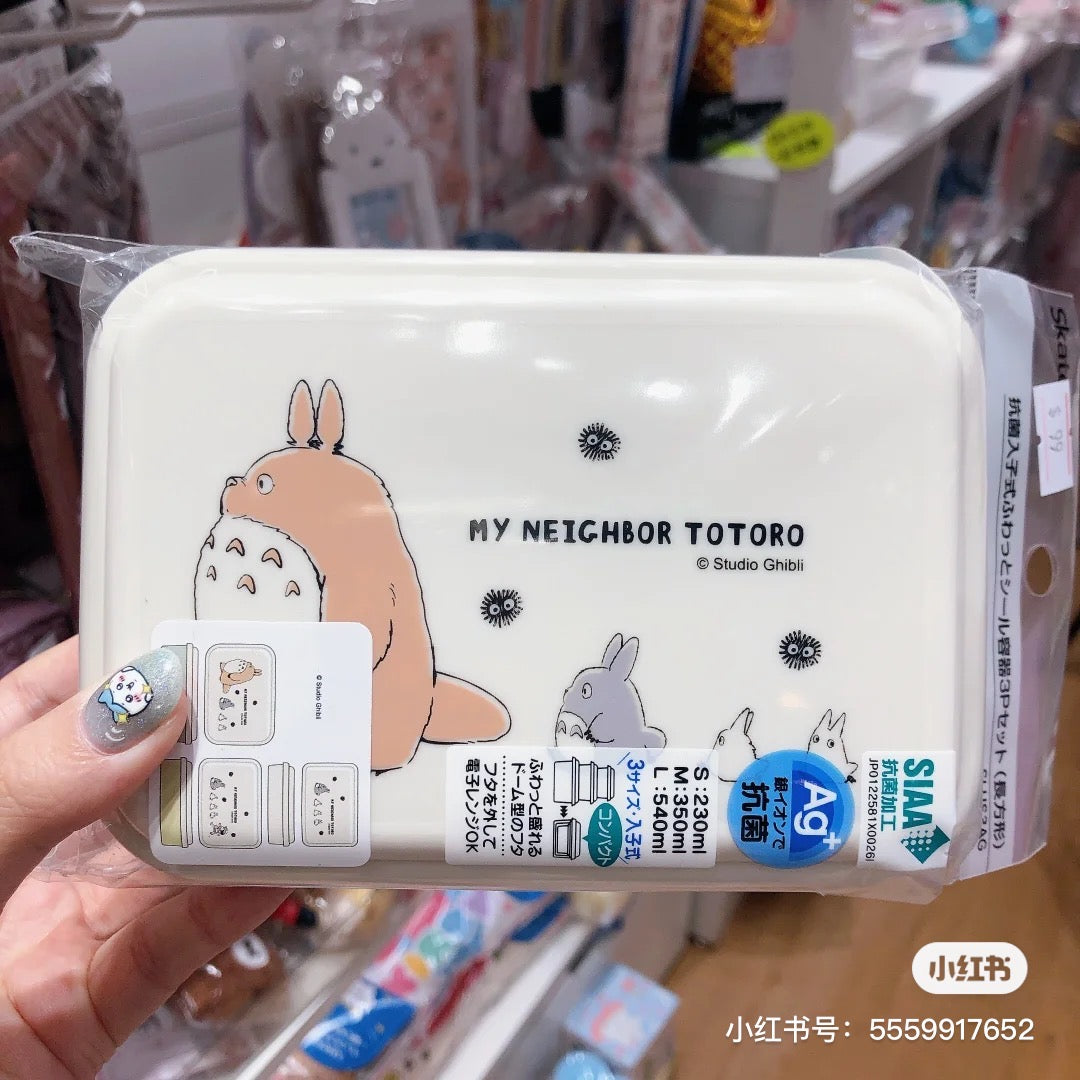 MY NEIGHBOR TOTORO
© Studio Ghibli
© Studio Ghibli
ふわっと盛れる
ドーム型のフタ
フタを外して
電子レンジOK
3サイズ・入子式
コンパクト
S:230ml
M:350ml
L:540ml
Ag+
銀イオンで
抗菌
SIAA
抗菌加工
JP0122581X0026I
Skate
抗菌入子式ふわっとシール容器3Pセット（長方形）
$ 99
小红书
小红书号：5559917652